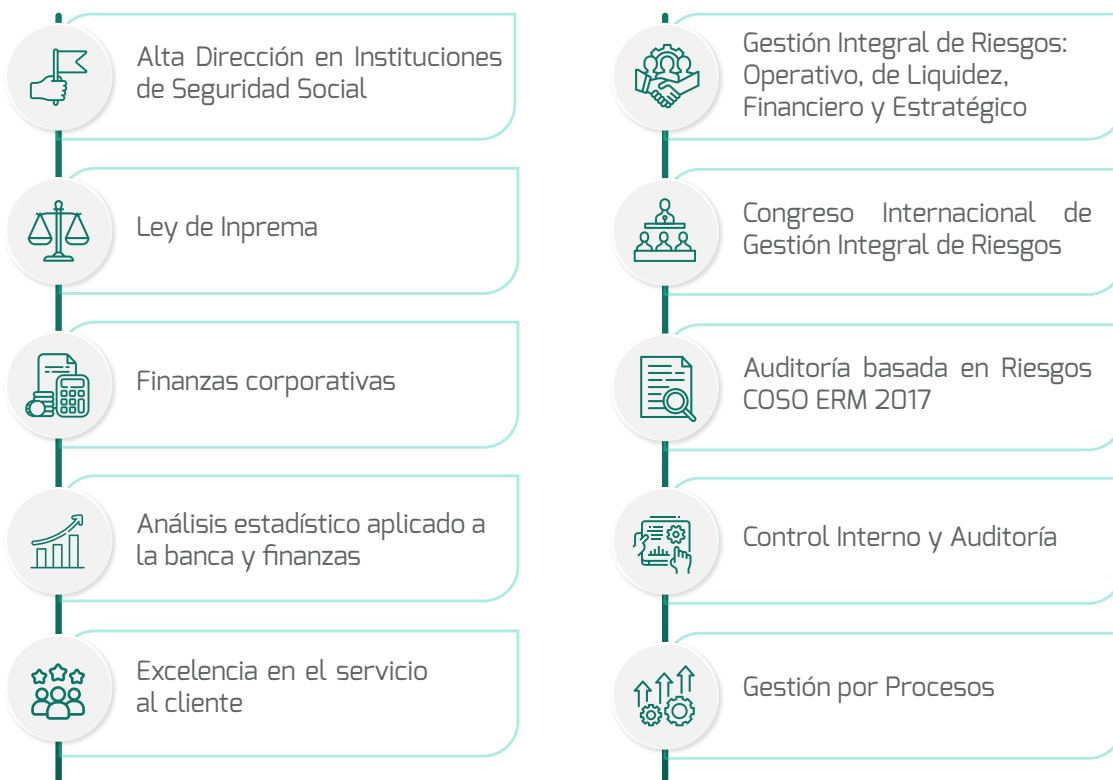 Alta Dirección en Instituciones
de Seguridad Social
Ley de Inprema
Finanzas corporativas
Análisis estadístico aplicado a
la banca y finanzas
Excelencia en el servicio
al cliente
Gestión Integral de Riesgos:
Operativo, de Liquidez,
Financiero y Estratégico
Congreso Internacional de
Gestión Integral de Riesgos
Auditoría basada en Riesgos
COSO ERM 2017
Control Interno y Auditoría
Gestión por Procesos